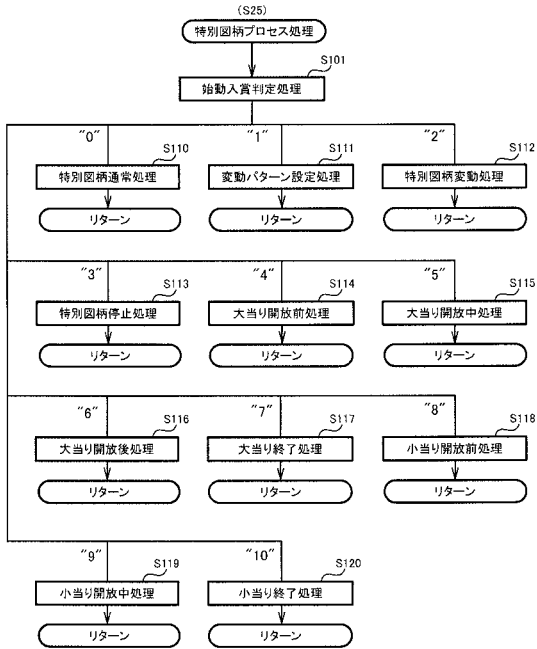 (S25)
特別図柄プロセス処理
S101
始動入賞判定処理
"0"
S110
特別図柄通常処理
リターン
"1"
S111
変動パターン設定処理
リターン
"2"
S112
特別図柄変動処理
リターン
"3"
S113
特別図柄停止処理
リターン
"4"
S114
大当り開放前処理
リターン
"5"
S115
大当り開放中処理
リターン
"6"
S116
大当り開放後処理
リターン
"7"
S117
大当り終了処理
リターン
"8"
S118
小当り開放前処理
リターン
"9"
S119
小当り開放中処理
リターン
"10"
S120
小当り終了処理
リターン